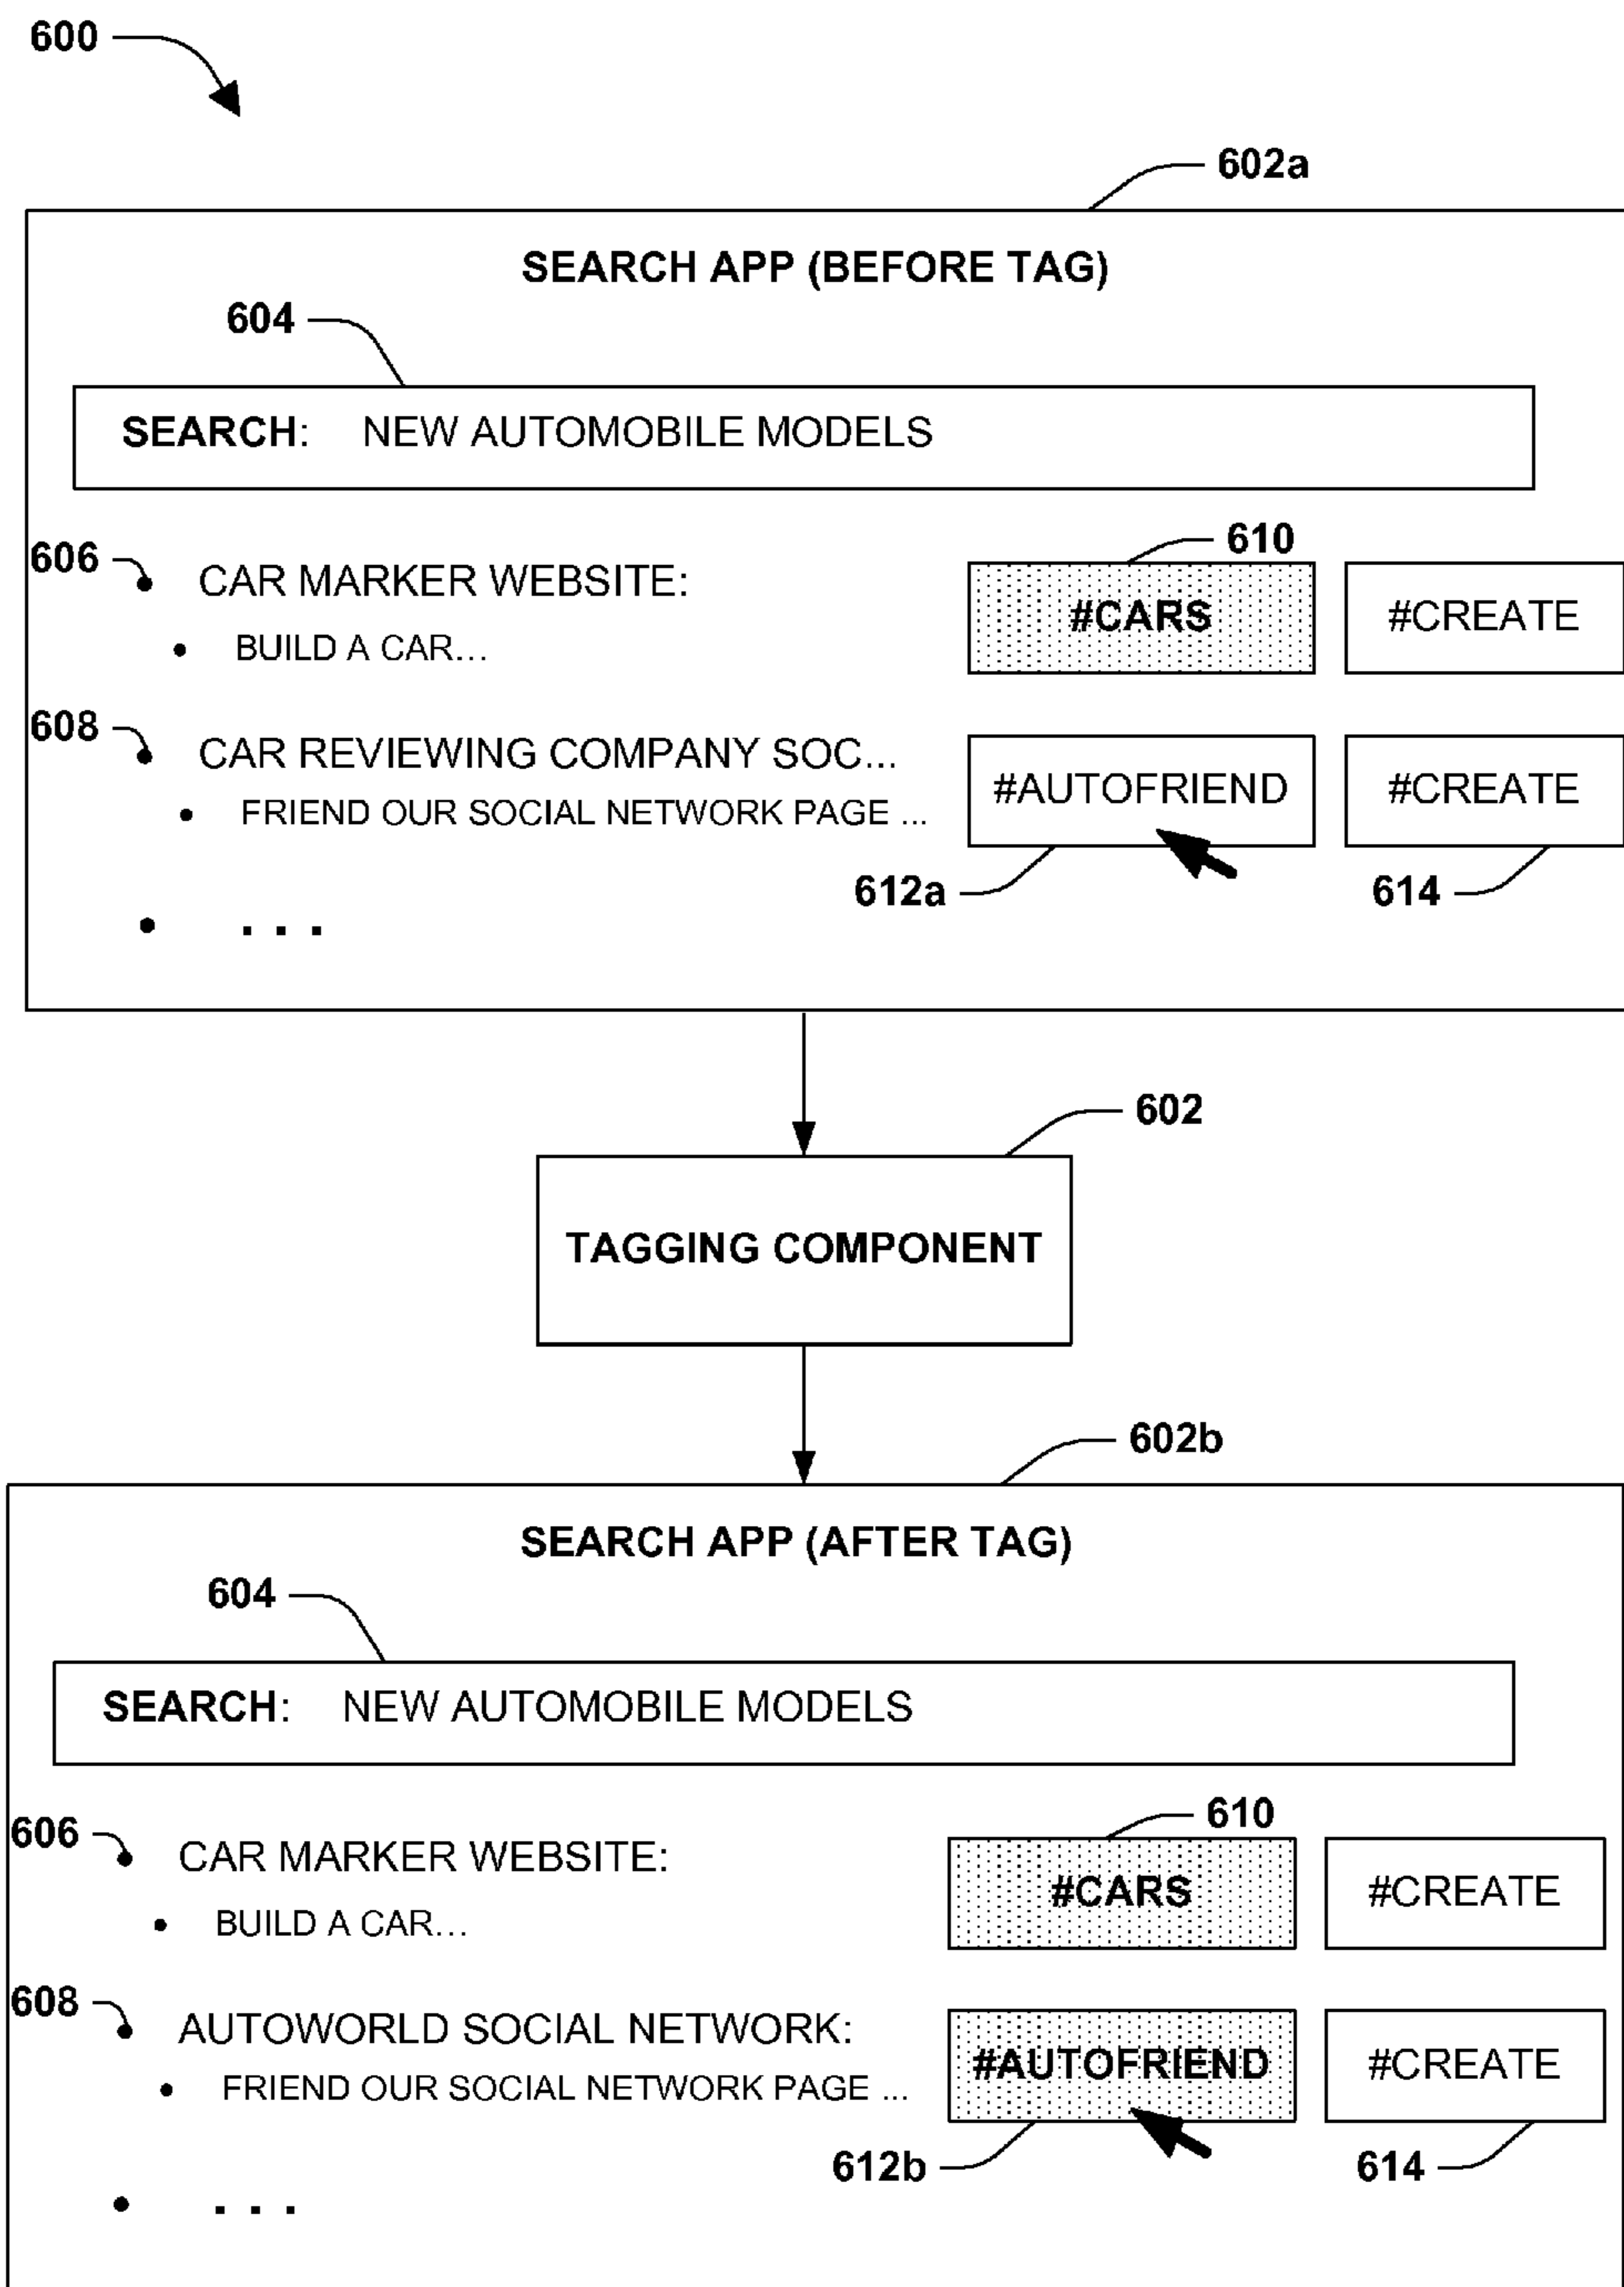 600
602a
SEARCH APP (BEFORE TAG)
604
SEARCH: NEW AUTOMOBILE MODELS
610
606 CAR MARKER WEBSITE: #CARS #CREATE
• BUILD A CAR...
608 CAR REVIEWING COMPANY SOC... #AUTOFRIEND #CREATE
• FRIEND OUR SOCIAL NETWORK PAGE ...
612a 614
• . . .
602
TAGGING COMPONENT
602b
SEARCH APP (AFTER TAG)
604
SEARCH: NEW AUTOMOBILE MODELS
610
606 CAR MARKER WEBSITE: #CARS #CREATE
• BUILD A CAR...
608 AUTOWORLD SOCIAL NETWORK: #AUTOFRIEND #CREATE
• FRIEND OUR SOCIAL NETWORK PAGE ...
612b 614
• . . .